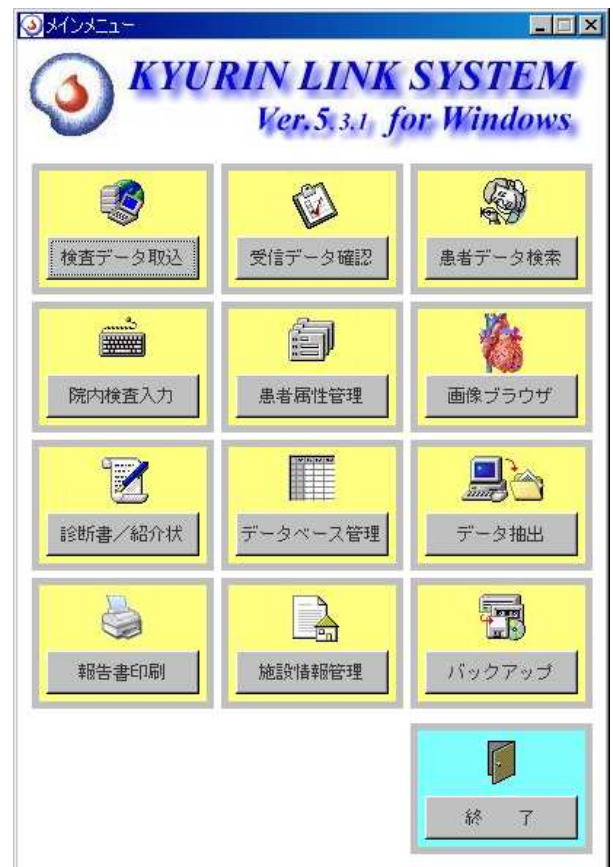 メインメニュー
KYURIN LINK SYSTEM
Ver.5.3.1 for Windows
検査データ取込
受信データ確認
患者データ検索
院内検査入力
患者属性管理
画像ブラウザ
診断書／紹介状
データベース管理
データ抽出
報告書印刷
施設情報管理
バックアップ
終　了